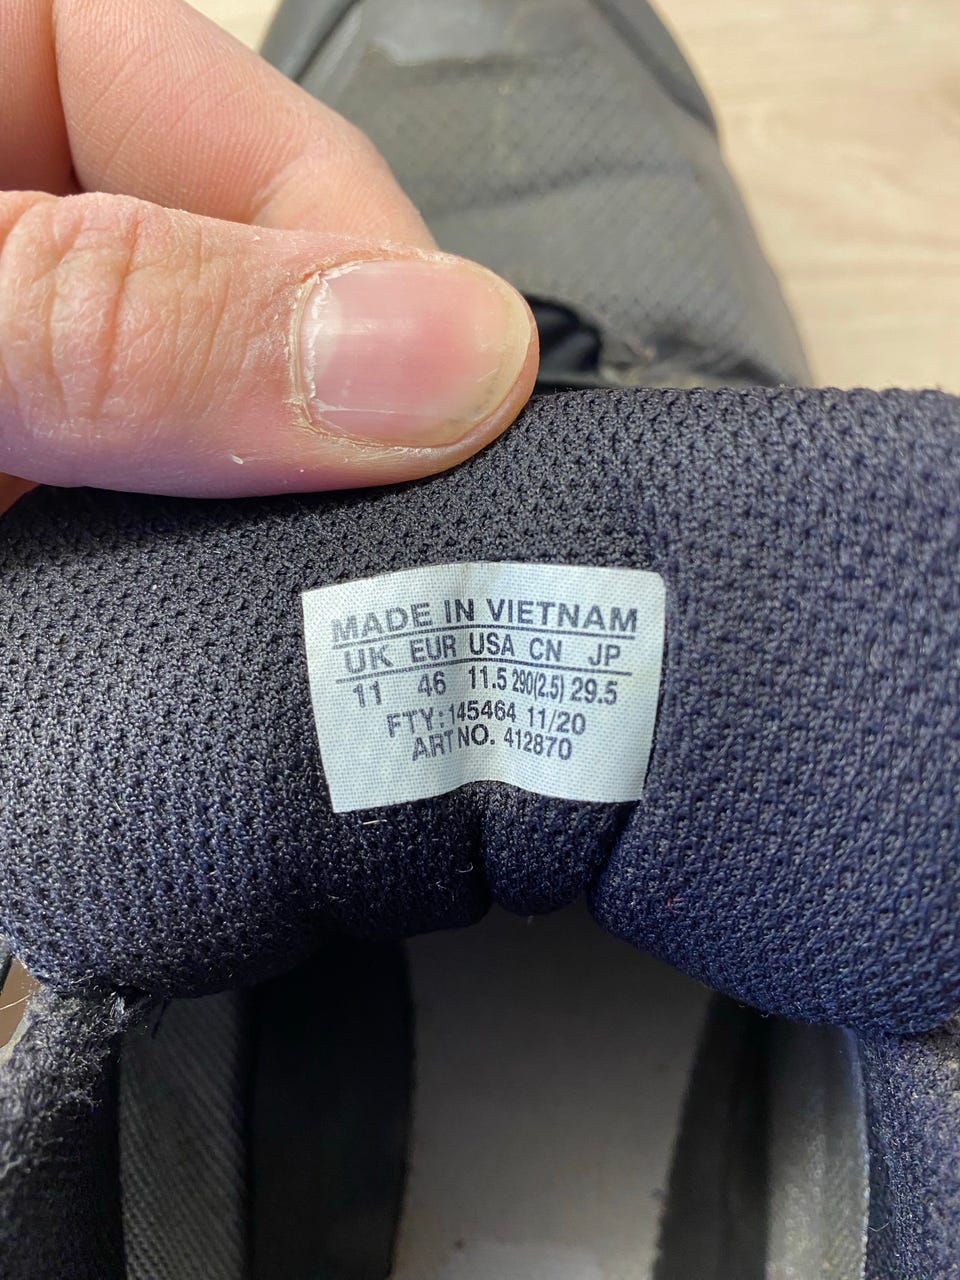 MADE IN VIETNAM
UK EUR USA CN JP
11 46 11.5 290(2.5) 29.5
FTY:145464 11/20
ART NO. 412870